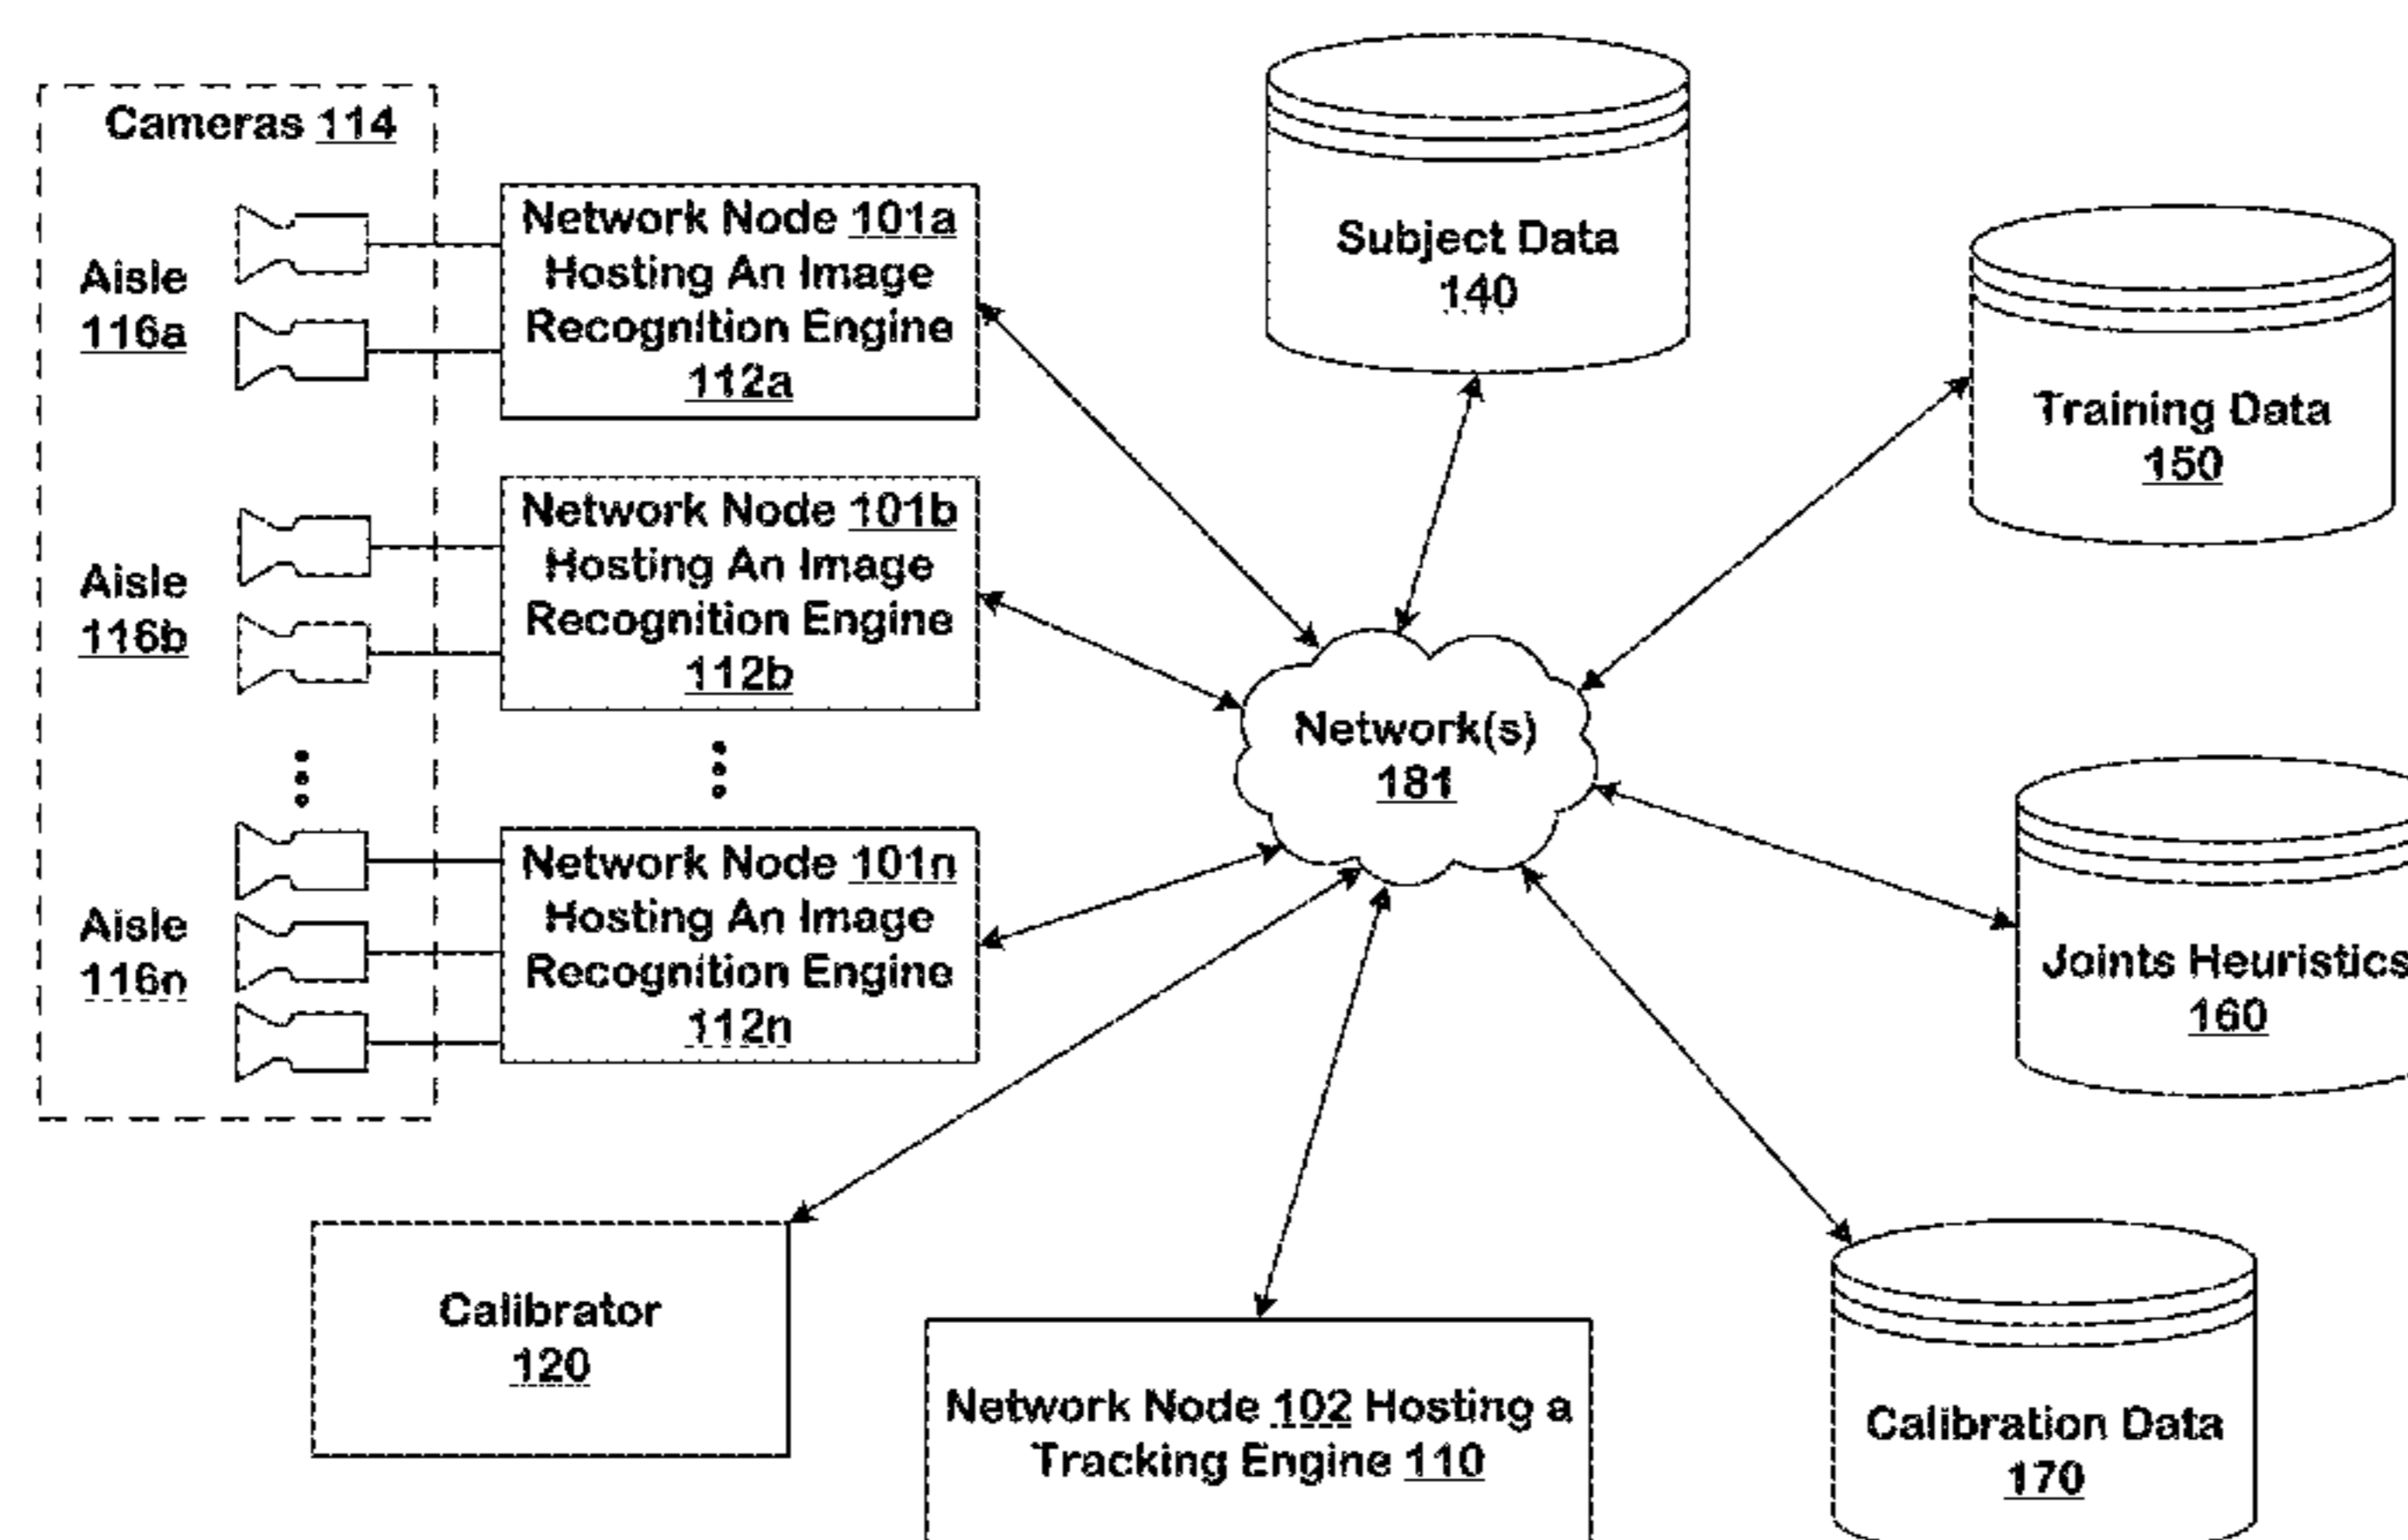 Cameras 114
Aisle
116a
Network Node 101a
Hosting An Image
Recognition Engine
112a
Subject Data
140
Training Data
150
Aisle
116b
Network Node 101b
Hosting An Image
Recognition Engine
112b
Network(s)
181
Aisle
116n
Network Node 101n
Hosting An Image
Recognition Engine
112n
Joints Heuristics
160
Calibrator
120
Network Node 102 Hosting a
Tracking Engine 110
Calibration Data
170